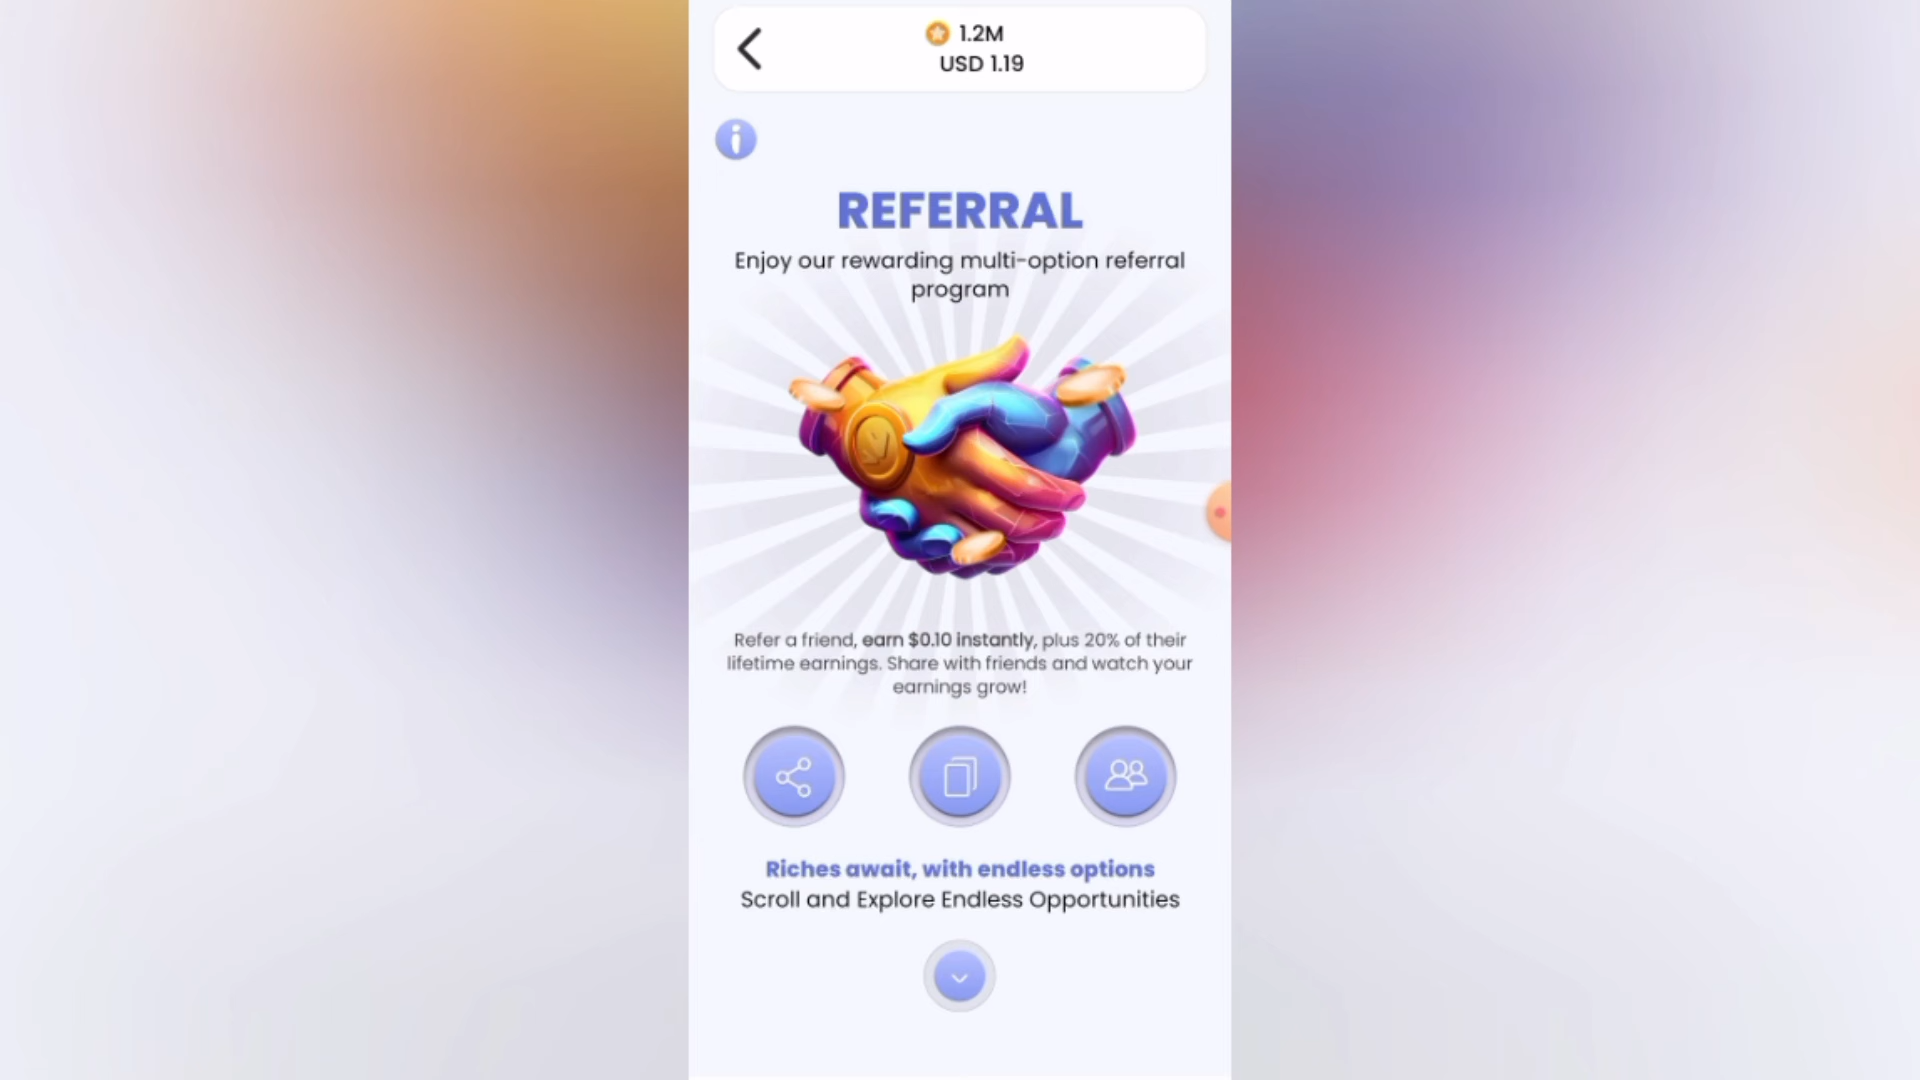 1.2M
USD 1.19
REFERRAL
Enjoy our rewarding multi-option referral
program
Refer a friend, earn $0.10 instantly, plus 20% of their
lifetime earnings. Share with friends and watch your
earnings grow!
Riches await, with endless options
Scroll and Explore Endless Opportunities